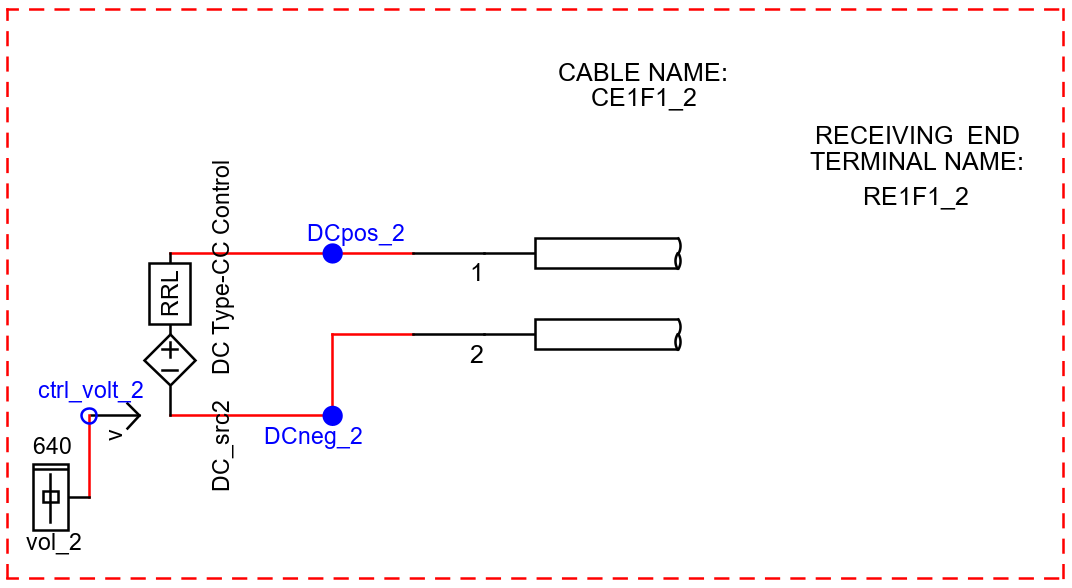 CABLE NAME:
CE1F1_2
RECEIVING  END
TERMINAL NAME:
RE1F1_2
DC Type-CC Control
DCpos_2
1
RRL
2
ctrl_volt_2
v
DC_src2
DCneg_2
640
vol_2